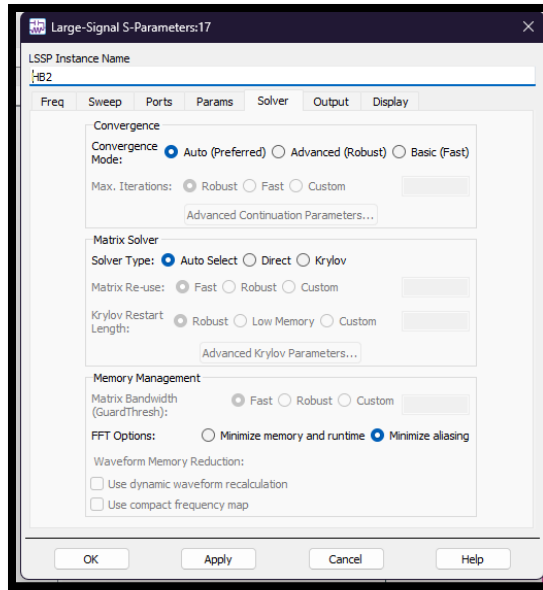 Large-Signal S-Parameters:17
LSSP Instance Name
HB2
Freq Sweep Ports Params Solver Output Display
Convergence
Convergence Mode: Auto (Preferred) Advanced (Robust) Basic (Fast)
Max. Iterations: Robust Fast Custom
Advanced Continuation Parameters...
Matrix Solver
Solver Type: Auto Select Direct Krylov
Matrix Re-use: Fast Robust Custom
Krylov Restart Length: Robust Low Memory Custom
Advanced Krylov Parameters...
Memory Management
Matrix Bandwidth (GuardThresh): Fast Robust Custom
FFT Options: Minimize memory and runtime Minimize aliasing
Waveform Memory Reduction:
Use dynamic waveform recalculation
Use compact frequency map
OK Apply Cancel Help